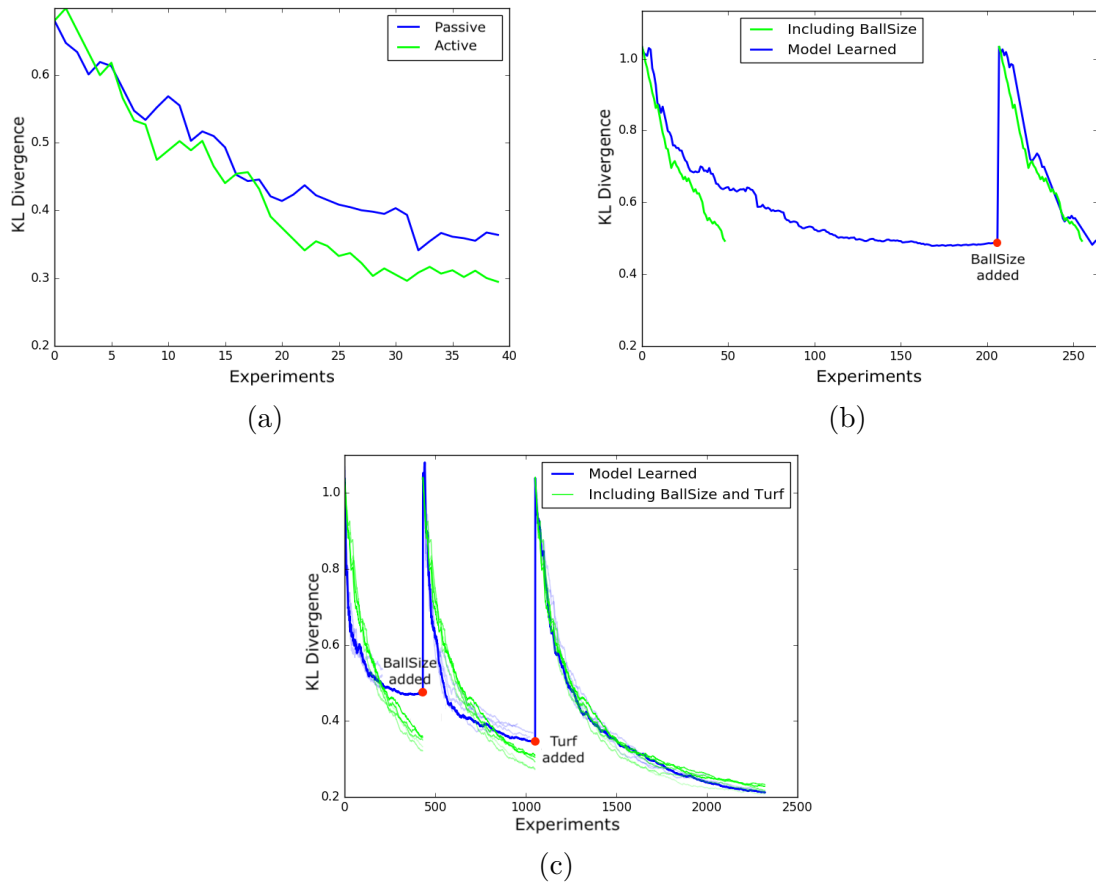 Passive
Active
KL Divergence
0.6
0.5
0.4
0.3
0.2
0 5 10 15 20 25 30 35 40
Experiments
(a)
Including BallSize
Model Learned
KL Divergence
1.0
0.8
0.6
0.4
0.2
BallSize
added
0 50 100 150 200 250
Experiments
(b)
Model Learned
Including BallSize and Turf
KL Divergence
1.0
0.8
0.6
0.4
0.2
BallSize
added
Turf
added
0 500 1000 1500 2000 2500
Experiments
(c)